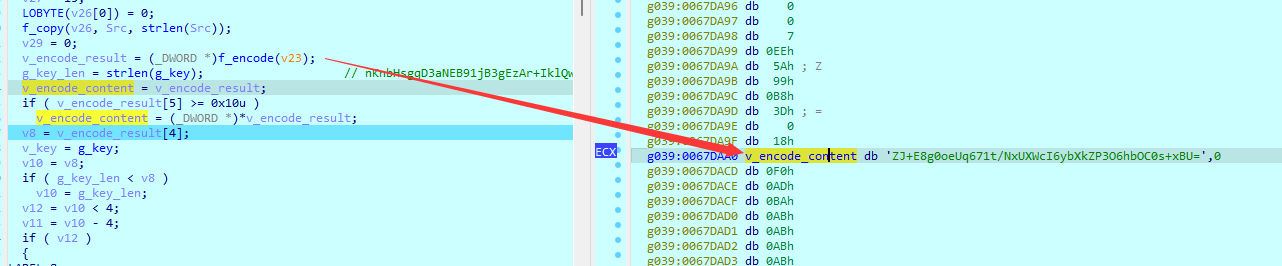 LOBYTE(v26[0]) = 0;
f_copy(v26, Src, strlen(Src));
v29 = 0;
v_encode_result = (_DWORD *)f_encode(v23);
g_key_len = strlen(g_key);
v_encode_content = v_encode_result;
if ( v_encode_result[5] >= 0x10u )
v_encode_content = (_DWORD *)*v_encode_result;
v8 = v_encode_result[4];
v_key = g_key;
v10 = v8;
if ( g_key_len < v8 )
v10 = g_key_len;
v12 = v10 < 4;
v11 = v10 - 4;
if ( v12 )
{
g039:0067DA96 db 0
g039:0067DA97 db 0
g039:0067DA98 db 7
g039:0067DA99 db 0EEh
g039:0067DA9A db 5Ah ; Z
g039:0067DA9B db 99h
g039:0067DA9C db 0B8h
g039:0067DA9D db 3Dh ; =
g039:0067DA9E db 0
g039:0067DA9F db 18h
ECX
g039:0067DAA0 v_encode_content db 'ZJ+E8g0oeUq671t/NxUXWcI6ybXkZP3O6hbOC0s+xBU=',0
g039:0067DACD db 0F0h
g039:0067DACE db 0ADh
g039:0067DACF db 0BAh
g039:0067DAD0 db 0ABh
g039:0067DAD1 db 0ABh
g039:0067DAD2 db 0ABh
g039:0067DAD3 db 0ABh